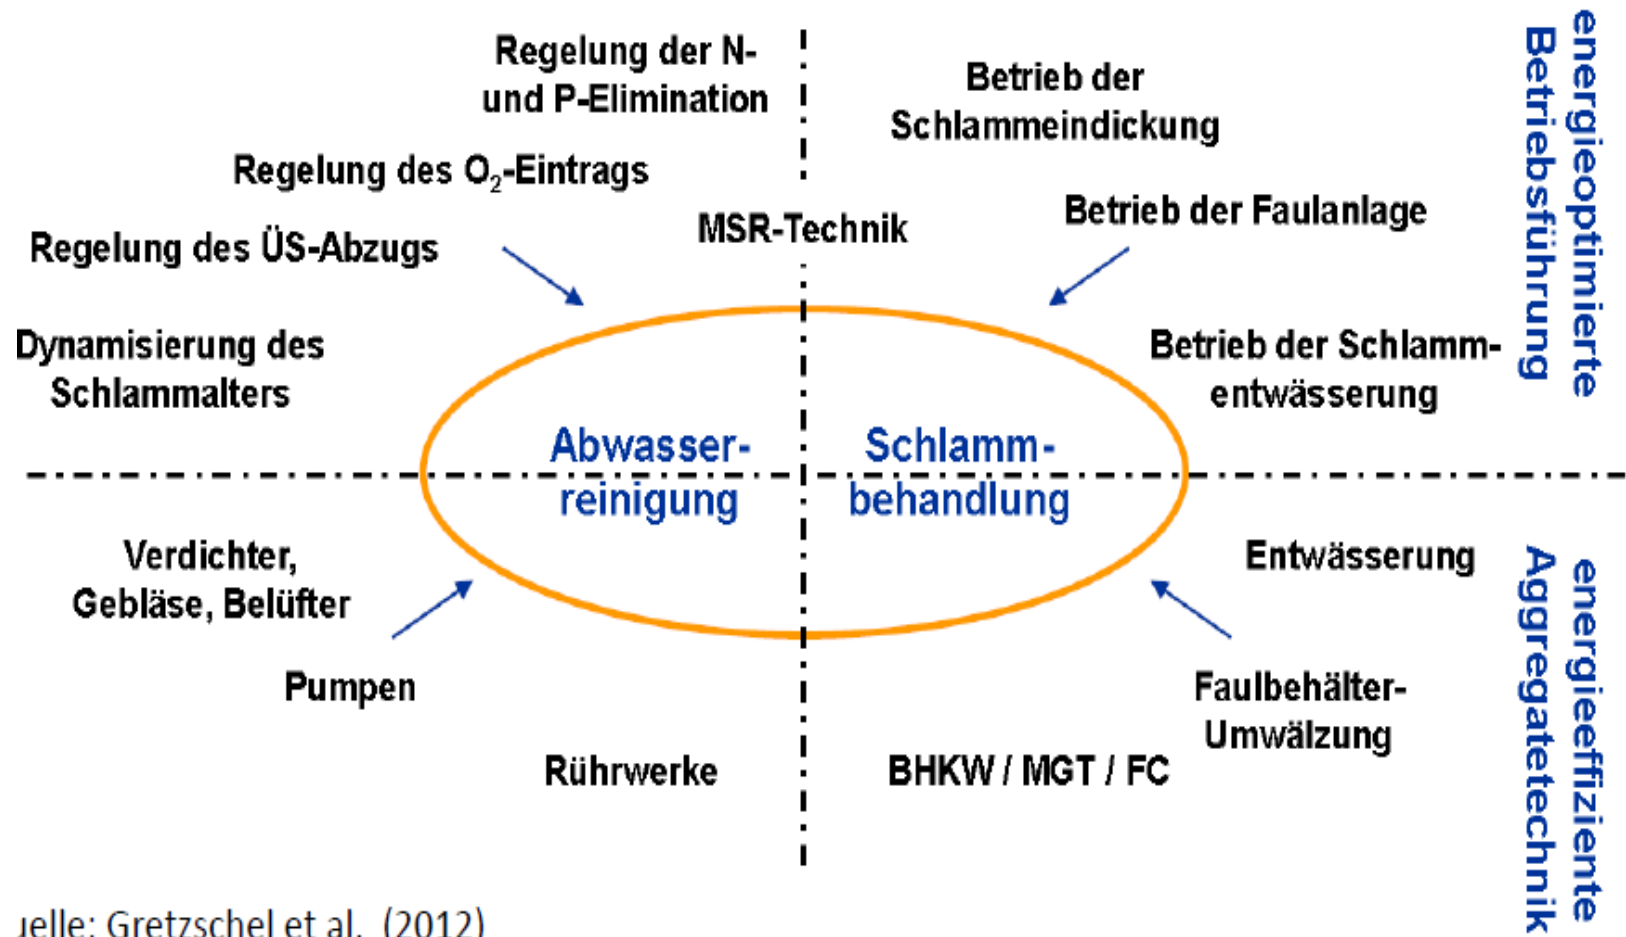 Regelung der N-
und P-Elimination
Betrieb der
Schlammeindickung
Regelung des O₂-Eintrags
MSR-Technik
Betrieb der Faulanlage
Regelung des ÜS-Abzugs
Dynamisierung des
Schlammalters
Betrieb der Schlamm-
entwässerung
energieoptimierte
Betriebsführung
Abwasser-
reinigung
Schlamm-
behandlung
Verdichter,
Gebläse, Belüfter
Pumpen
Rührwerke
Entwässerung
Faulbehälter-
Umwälzung
BHKW / MGT / FC
energieeffiziente
Aggregatetechnik
uelle: Gretzschel et al. (2012)